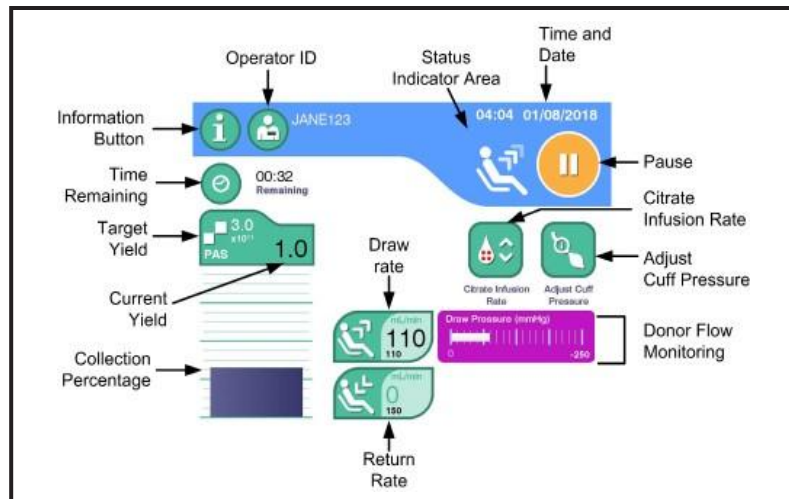 Time and
Date
Operator ID
Status
Indicator Area
Information
Button
JANE123
04:04 01/08/2018
Pause
Time
Remaining
00:32
Remaining
Citrate
Infusion Rate
Target
Yield
3.0
x10¹¹
PAS
1.0
Draw
rate
Citrate Infusion
Rate
Adjust Cuff
Pressure
Adjust
Cuff Pressure
Current
Yield
mL/min
110
110
Draw Pressure (mmHg)
0
-250
Donor Flow
Monitoring
Collection
Percentage
mL/min
0
150
Return
Rate